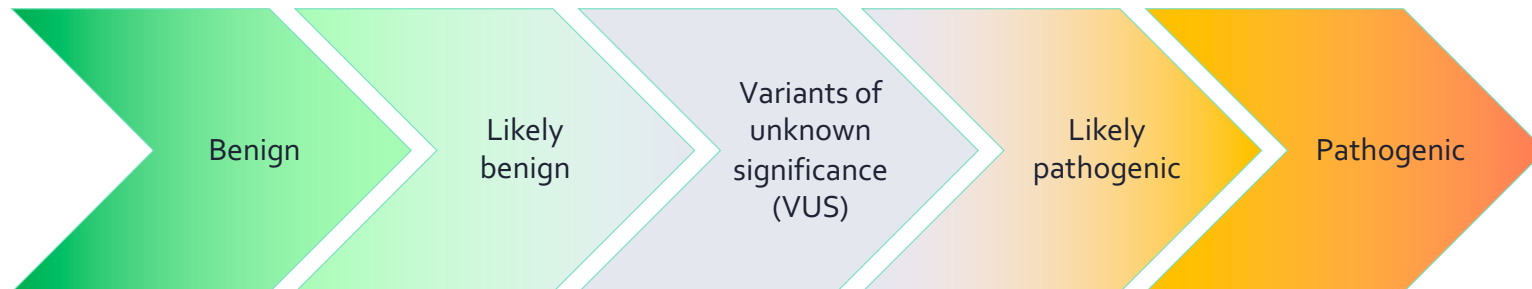 Benign
Likely
benign
Variants of
unknown
significance
(VUS)
Likely
pathogenic
Pathogenic